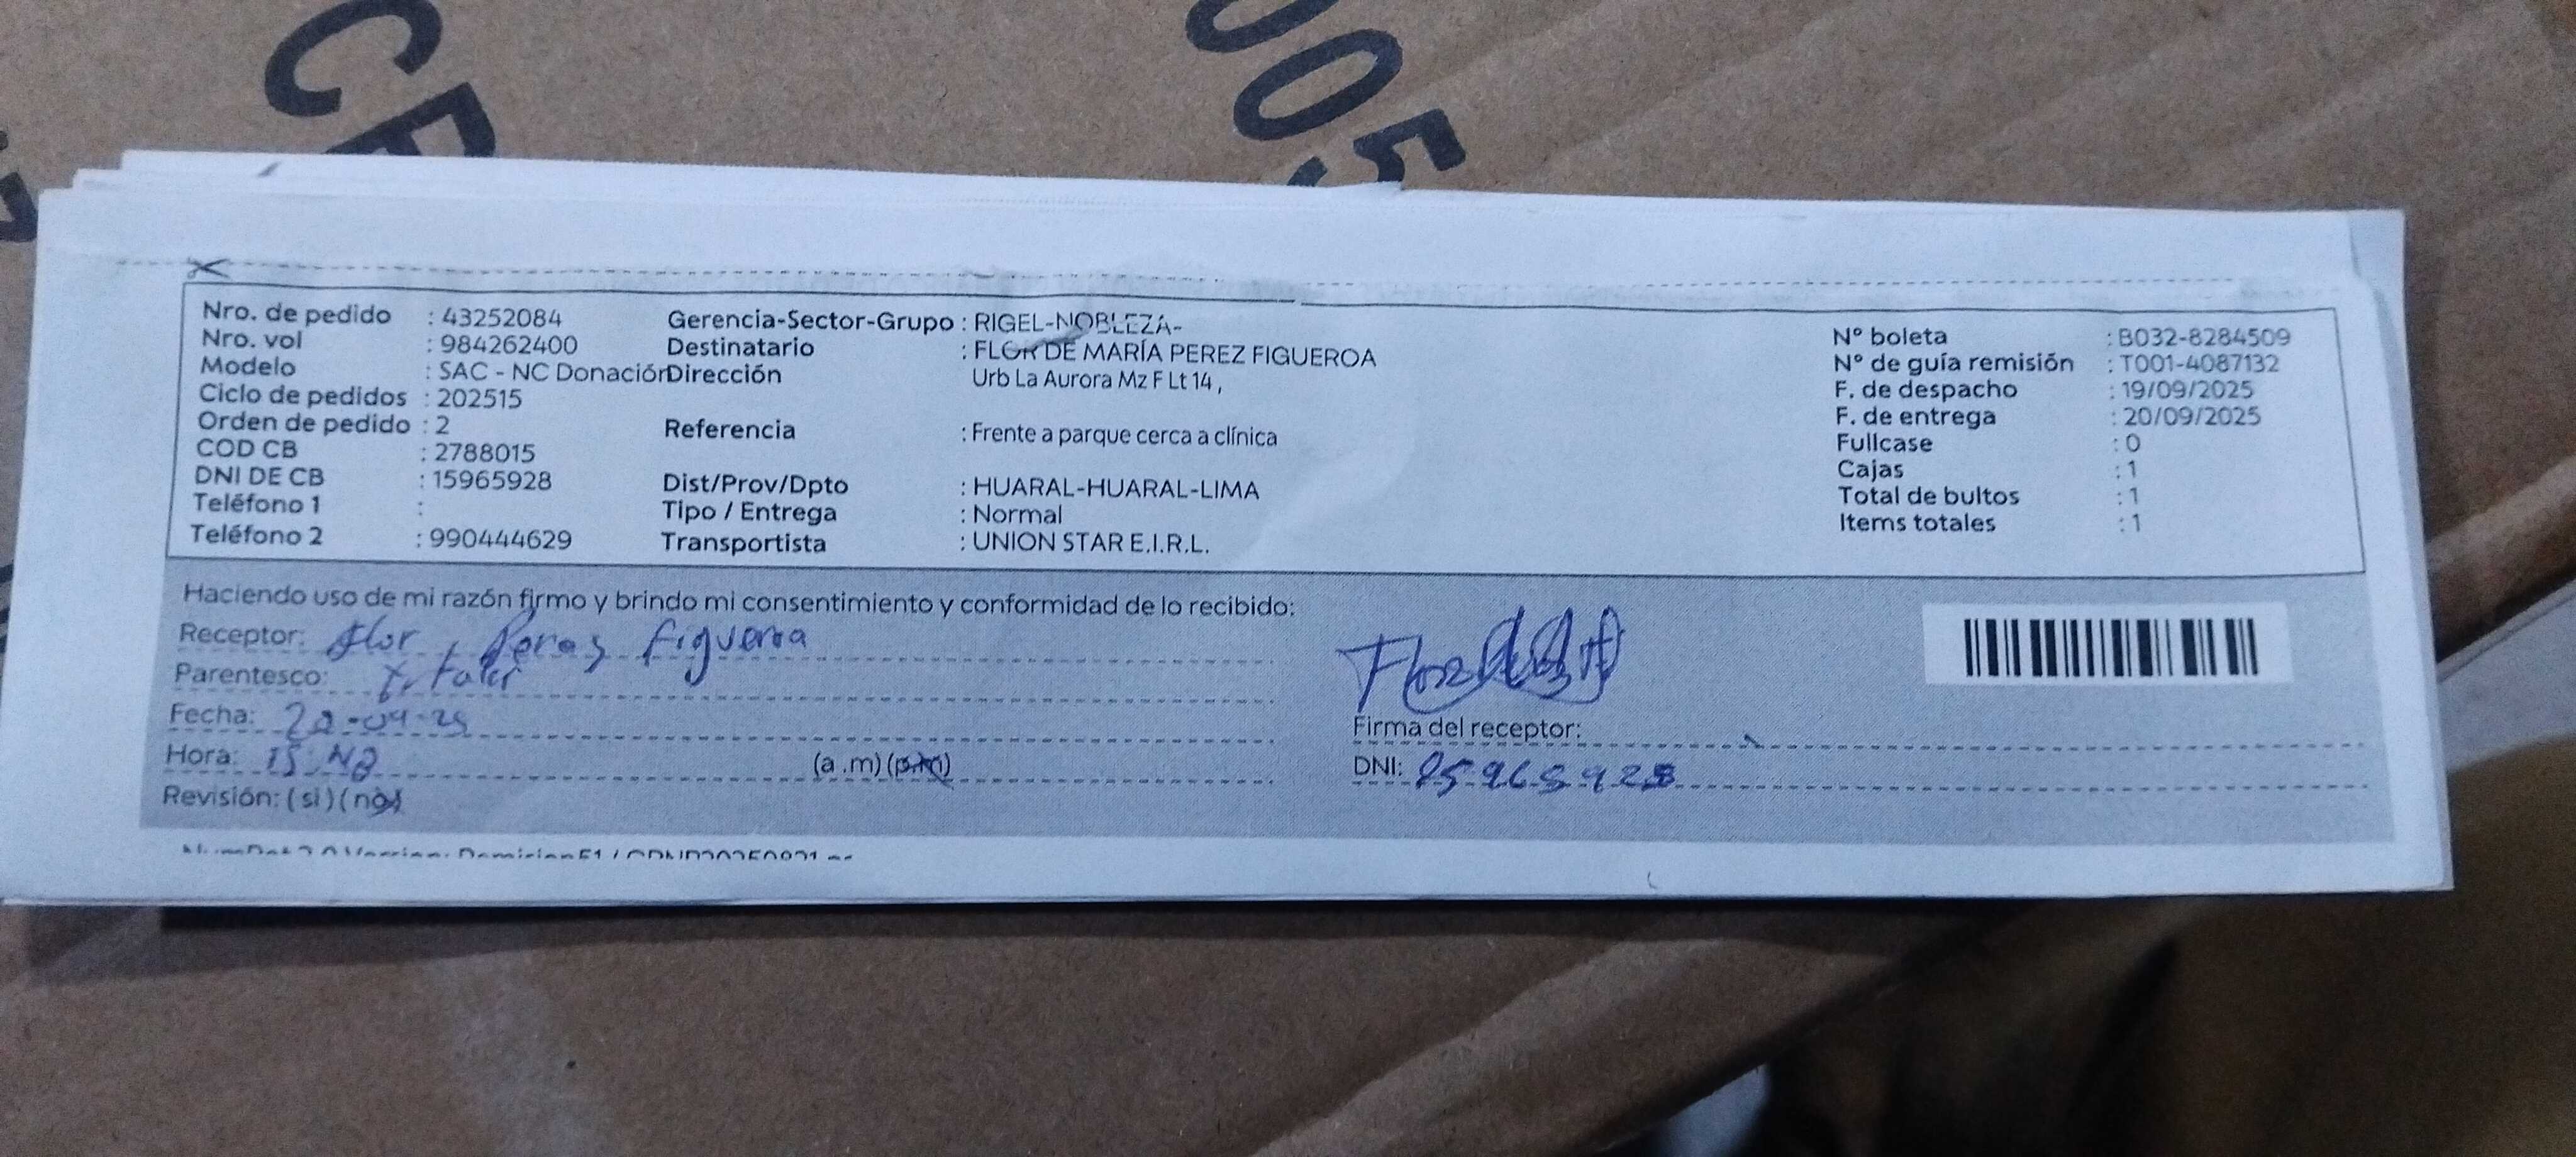 005
Nro. de pedido : 43252084
Nro. vol : 984262400
Modelo : SAC - NC Donación
Ciclo de pedidos : 202515
Orden de pedido : 2
COD CB : 2788015
DNI DE CB : 15965928
Teléfono 1 :
Teléfono 2 : 990444629
Gerencia-Sector-Grupo : RIGEL-NOBLEZA-
Destinatario : FLOR DE MARÍA PEREZ FIGUEROA
Dirección Urb La Aurora Mz F Lt 14 ,
Referencia : Frente a parque cerca a clínica
Dist/Prov/Dpto : HUARAL-HUARAL-LIMA
Tipo / Entrega : Normal
Transportista : UNION STAR E.I.R.L.
N° boleta : B032-8284509
N° de guía remisión : T001-4087132
F. de despacho : 19/09/2025
F. de entrega : 20/09/2025
Fullcase : 0
Cajas : 1
Total de bultos : 1
Items totales : 1
Haciendo uso de mi razón firmo y brindo mi consentimiento y conformidad de lo recibido:
Receptor: Flor Perez Figueroa
Parentesco:
Fecha:
Hora:
(a .m) (p.m)
Revisión: ( si ) ( no )
Firma del receptor:
DNI: